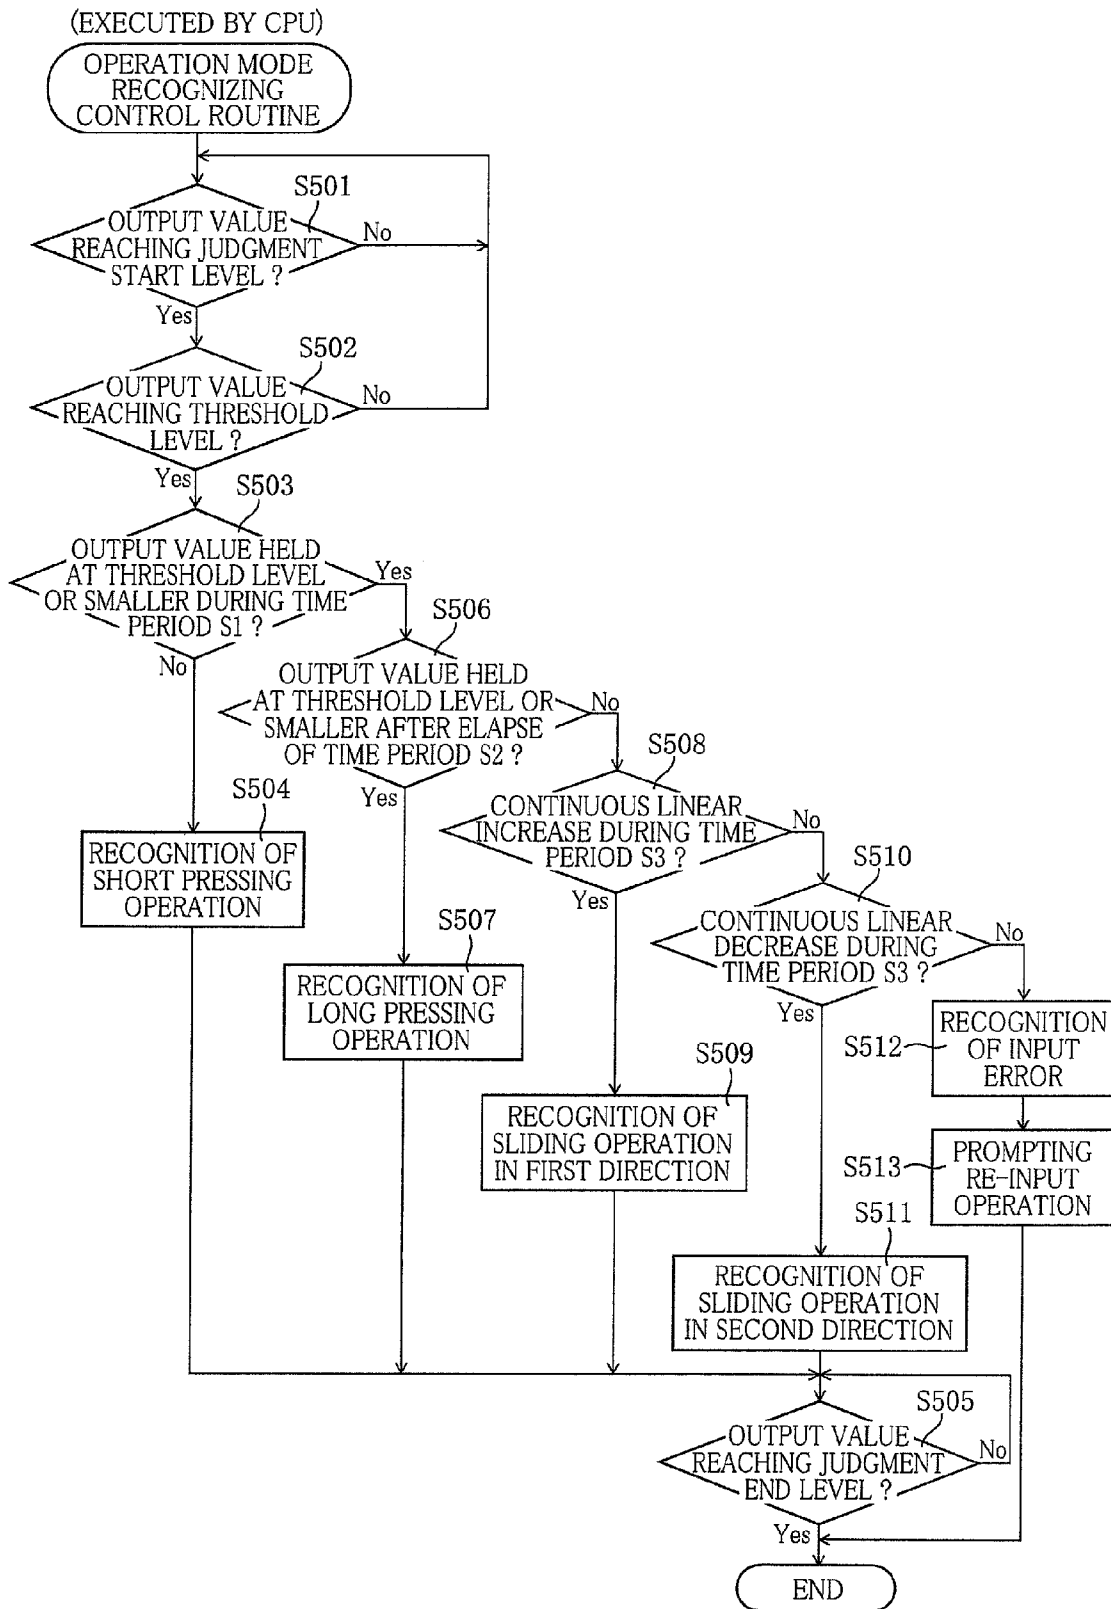 (EXECUTED BY CPU)
OPERATION MODE
RECOGNIZING
CONTROL ROUTINE
S501
OUTPUT VALUE
REACHING JUDGMENT
START LEVEL ?
No
Yes
S502
OUTPUT VALUE
REACHING THRESHOLD
LEVEL ?
No
Yes
S503
OUTPUT VALUE HELD
AT THRESHOLD LEVEL
OR SMALLER DURING TIME
PERIOD S1 ?
Yes
No
S506
OUTPUT VALUE HELD
AT THRESHOLD LEVEL OR
SMALLER AFTER ELAPSE
OF TIME PERIOD S2 ?
No
Yes
S508
CONTINUOUS LINEAR
INCREASE DURING TIME
PERIOD S3 ?
No
Yes
S504
RECOGNITION OF
SHORT PRESSING
OPERATION
S510
CONTINUOUS LINEAR
DECREASE DURING
TIME PERIOD S3 ?
No
Yes
S507
RECOGNITION OF
LONG PRESSING
OPERATION
S512
RECOGNITION
OF INPUT
ERROR
S509
RECOGNITION OF
SLIDING OPERATION
IN FIRST DIRECTION
S513
PROMPTING
RE-INPUT
OPERATION
S511
RECOGNITION OF
SLIDING OPERATION
IN SECOND DIRECTION
S505
OUTPUT VALUE
REACHING JUDGMENT
END LEVEL ?
No
Yes
END